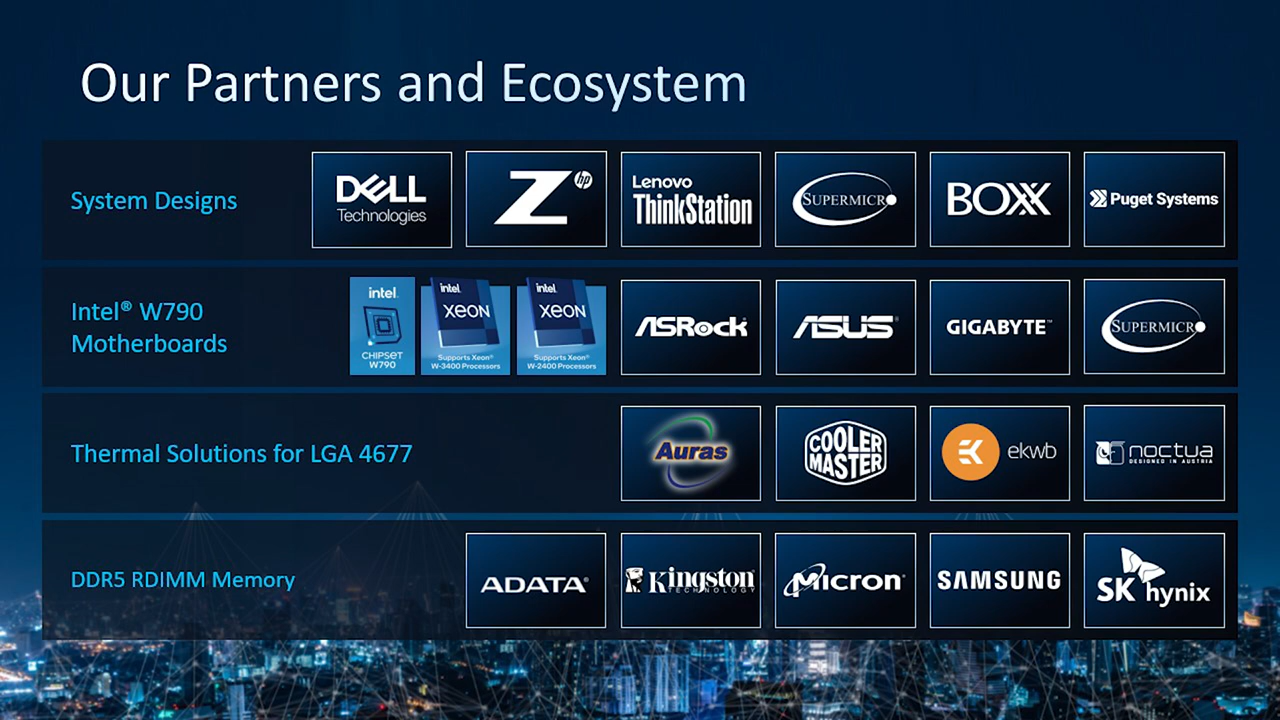 Our Partners and Ecosystem
System Designs
DELL
Technologies
Z hp
Lenovo
ThinkStation
SUPERMICRO
BOXX
Puget Systems
Intel® W790
Motherboards
intel.
CHIPSET
W790
intel
XEON
Supports Xeon®
W-3400 Processors
intel
XEON
Supports Xeon®
W-2400 Processors
ASRock
ASUS
GIGABYTE™
SUPERMICRO
Thermal Solutions for LGA 4677
Auras
COOLER
MASTER
ekwb
noctua
DESIGNED IN AUSTRIA
DDR5 RDIMM Memory
ADATA®
Kingston®
TECHNOLOGY
Micron®
SAMSUNG
SK hynix